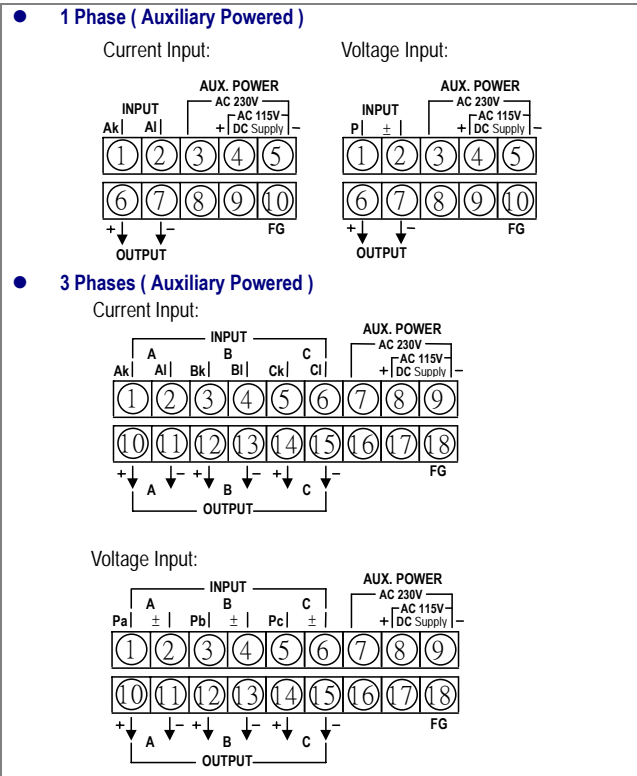 ● 1 Phase ( Auxiliary Powered )
Current Input: Voltage Input:
AUX. POWER AUX. POWER
AC 230V AC 230V
INPUT AC 115V INPUT AC 115V
Ak Al + DC Supply − P ± + DC Supply −
1 2 3 4 5 1 2 3 4 5
6 7 8 9 10 6 7 8 9 10
+ − FG + − FG
OUTPUT OUTPUT
● 3 Phases ( Auxiliary Powered )
Current Input:
AUX. POWER
INPUT AC 230V
A B C AC 115V
Ak Al Bk Bl Ck Cl + DC Supply −
1 2 3 4 5 6 7 8 9
10 11 12 13 14 15 16 17 18
+ − + − + − FG
A B C
OUTPUT
Voltage Input:
AUX. POWER
INPUT AC 230V
A B C AC 115V
Pa ± Pb ± Pc ± + DC Supply −
1 2 3 4 5 6 7 8 9
10 11 12 13 14 15 16 17 18
+ − + − + − FG
A B C
OUTPUT